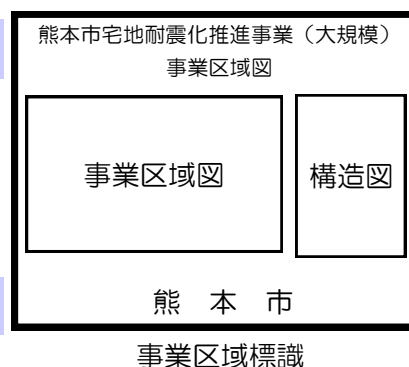 熊本市宅地耐震化推進事業（大規模）
事業区域図
事業区域図
構造図
熊　本　市
事業区域標識